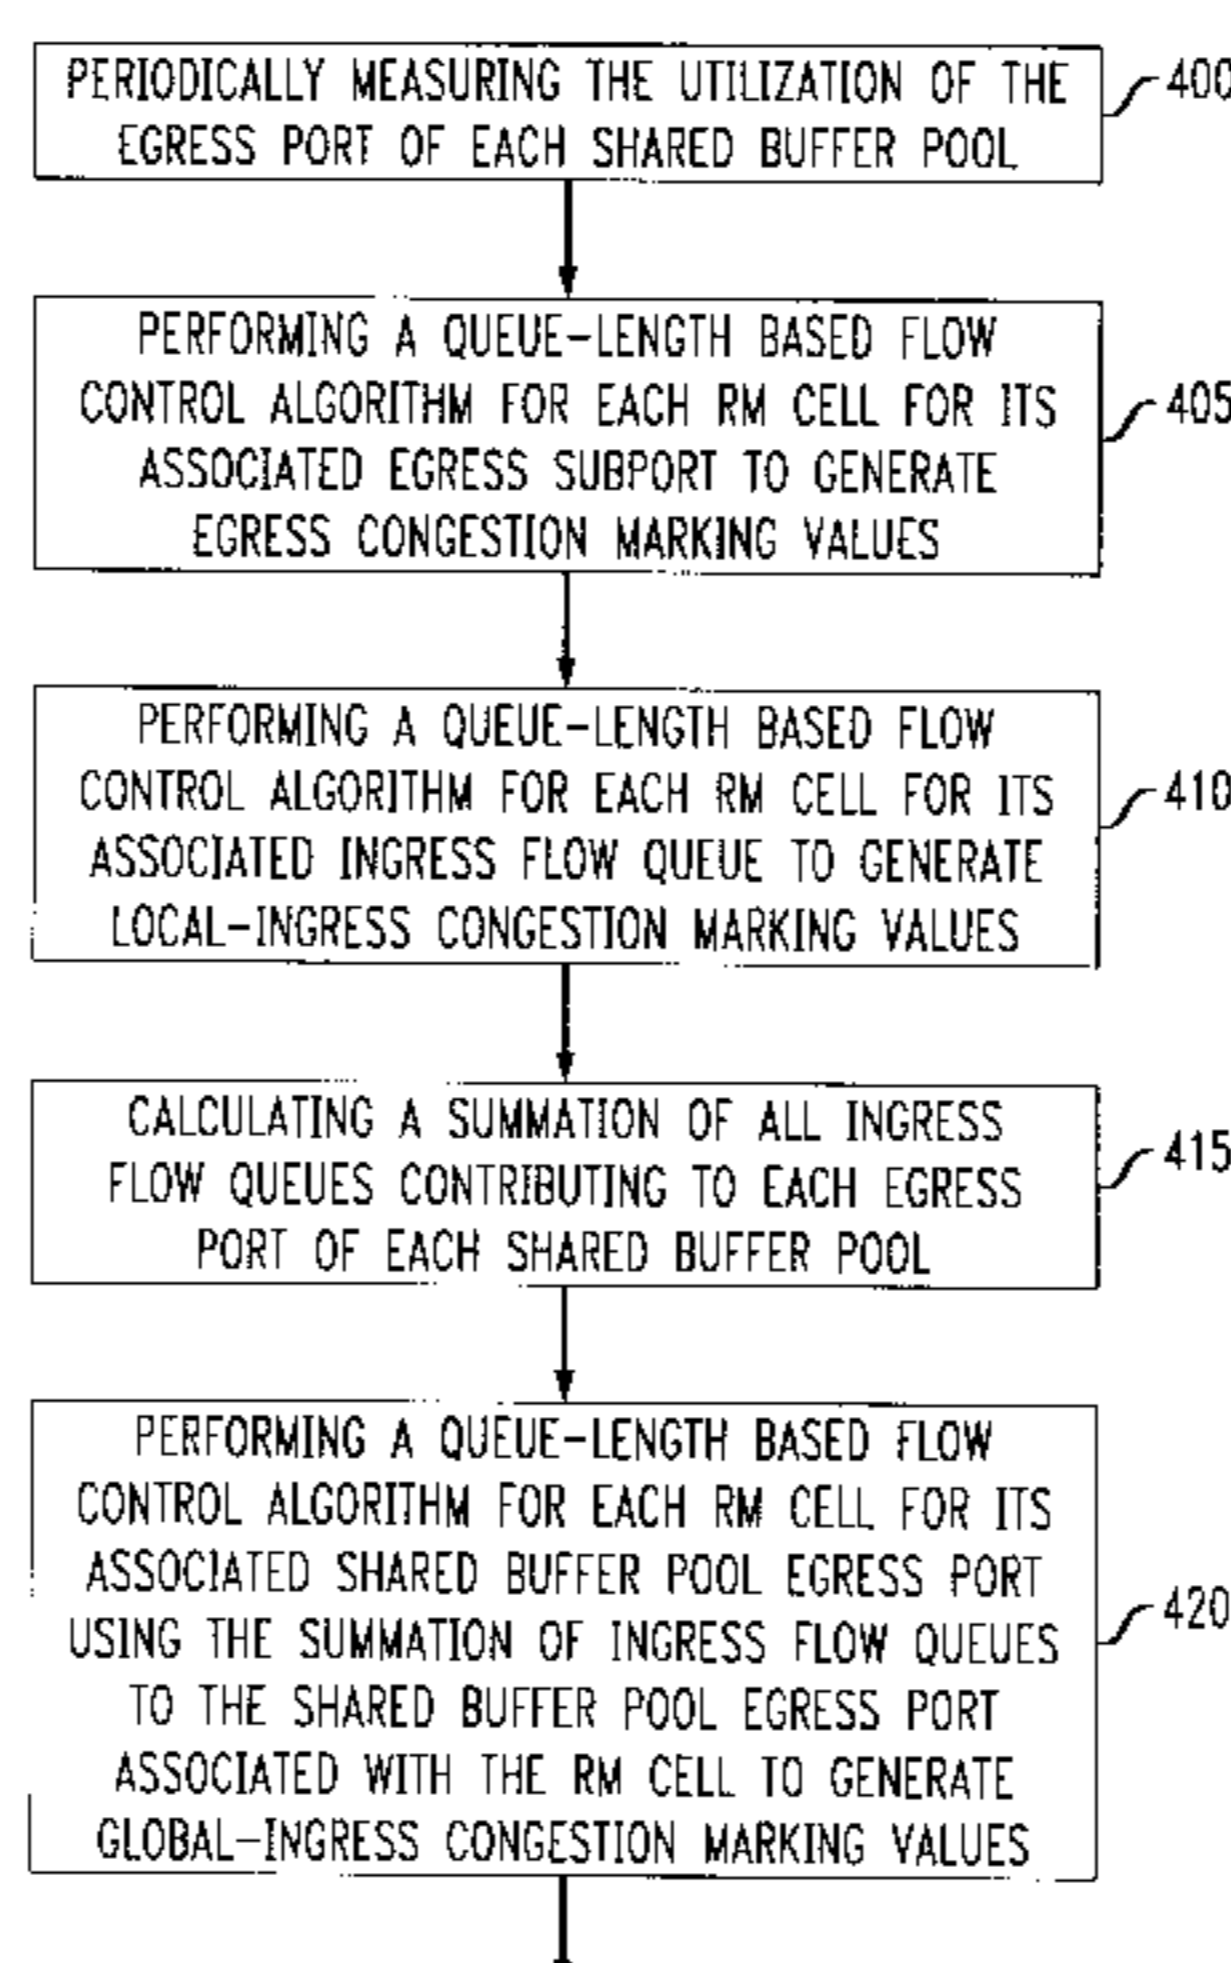 PERIODICALLY MEASURING THE UTILIZATION OF THE
EGRESS PORT OF EACH SHARED BUFFER POOL
400
PERFORMING A QUEUE-LENGTH BASED FLOW
CONTROL ALGORITHM FOR EACH RM CELL FOR ITS
ASSOCIATED EGRESS SUBPORT TO GENERATE
EGRESS CONGESTION MARKING VALUES
405
PERFORMING A QUEUE-LENGTH BASED FLOW
CONTROL ALGORITHM FOR EACH RM CELL FOR ITS
ASSOCIATED INGRESS FLOW QUEUE TO GENERATE
LOCAL-INGRESS CONGESTION MARKING VALUES
410
CALCULATING A SUMMATION OF ALL INGRESS
FLOW QUEUES CONTRIBUTING TO EACH EGRESS
PORT OF EACH SHARED BUFFER POOL
415
PERFORMING A QUEUE-LENGTH BASED FLOW
CONTROL ALGORITHM FOR EACH RM CELL FOR ITS
ASSOCIATED SHARED BUFFER POOL EGRESS PORT
USING THE SUMMATION OF INGRESS FLOW QUEUES
TO THE SHARED BUFFER POOL EGRESS PORT
ASSOCIATED WITH THE RM CELL TO GENERATE
GLOBAL-INGRESS CONGESTION MARKING VALUES
420